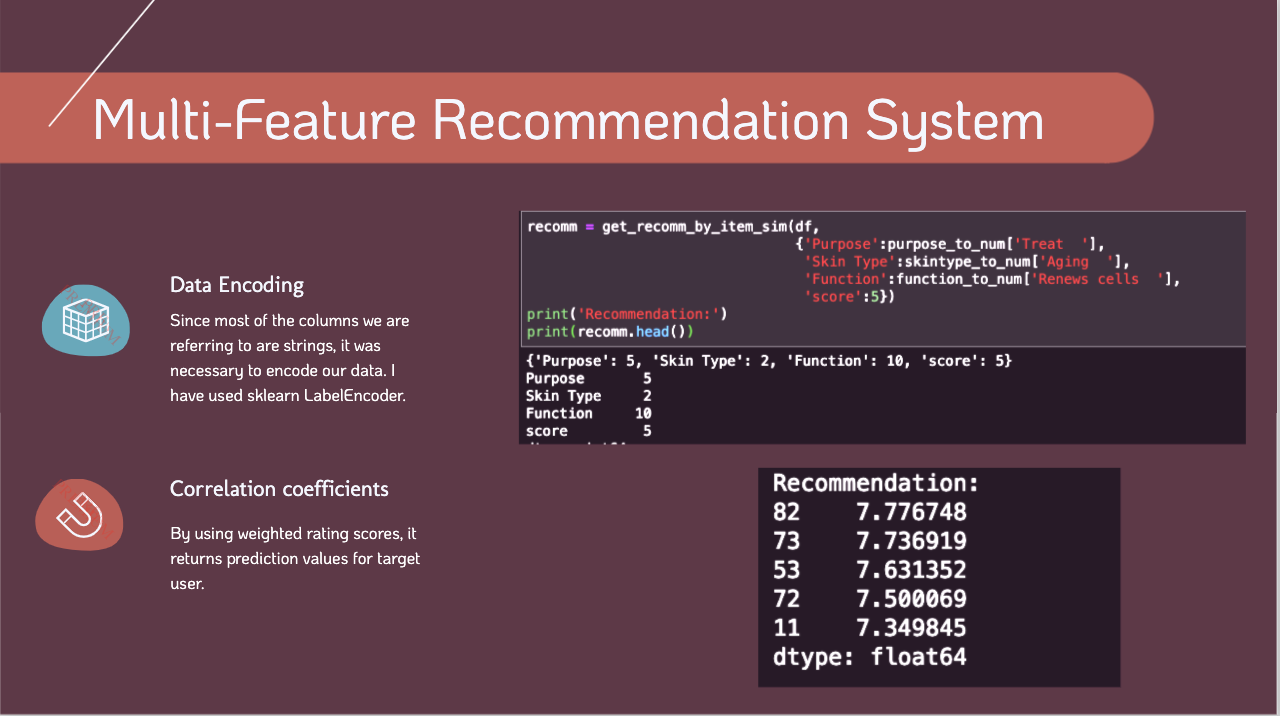 Multi-Feature Recommendation System
Data Encoding
Since most of the columns we are
referring to are strings, it was
necessary to encode our data. I
have used sklearn LabelEncoder.
Correlation coefficients
By using weighted rating scores, it
returns prediction values for target
user.
recomm = get_recomm_by_item_sim(df,
{'Purpose':purpose_to_num['Treat  '],
'Skin Type':skintype_to_num['Aging  '],
'Function':function_to_num['Renews cells  '],
'score':5})
print('Recommendation:')
print(recomm.head())
{'Purpose': 5, 'Skin Type': 2, 'Function': 10, 'score': 5}
Purpose 5
Skin Type 2
Function 10
score 5
Recommendation:
82 7.776748
73 7.736919
53 7.631352
72 7.500069
11 7.349845
dtype: float64